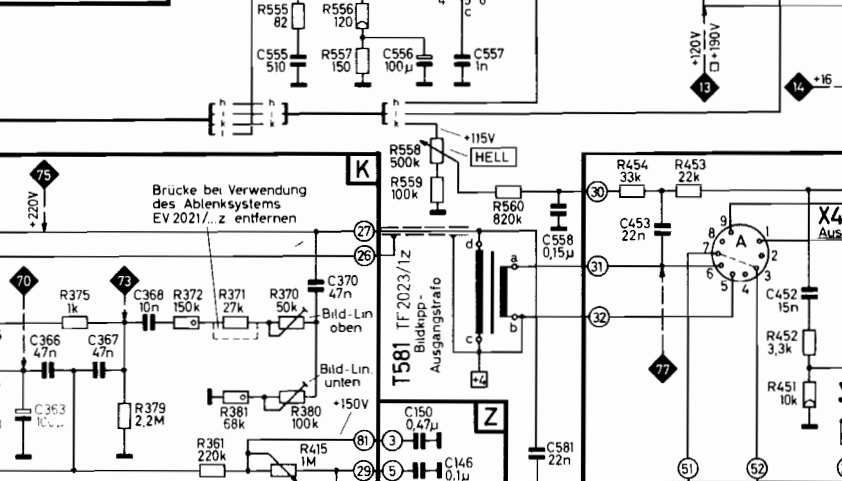 R555
82
R556
120
c
C555
510
R557
150
C556
100µ
C557
1n
+120V
□+190V
13
14
+16
h
i
k
h
i
k
h
i
k
+115V
R558
500k
HELL
R559
100k
R560
820k
C558
0,15µ
30
R454
33k
R453
22k
C453
22n
A
9
8
7
6
5
4
3
2
1
X4
Aus
75
+220V
K
Brücke bei Verwendung
des Ablenksystems
EV 2021/...z entfernen
27
26
70
73
R375
1k
C368
10n
R372
150k
R371
27k
R370
50k
C370
47n
Bild-Lin
oben
C366
47n
C367
47n
C363
100µ
R379
2,2M
R381
68k
R380
100k
Bild-Lin.
unten
+150V
T581 TF 2023/1z
Bildkipp-
Ausgangstrafo
d
a
b
c
+4
31
32
77
C452
15n
R452
3,3k
R451
10k
R361
220k
R415
1M
81
3
29
5
C150
0,47µ
C146
0,1µ
Z
C581
22n
51
52